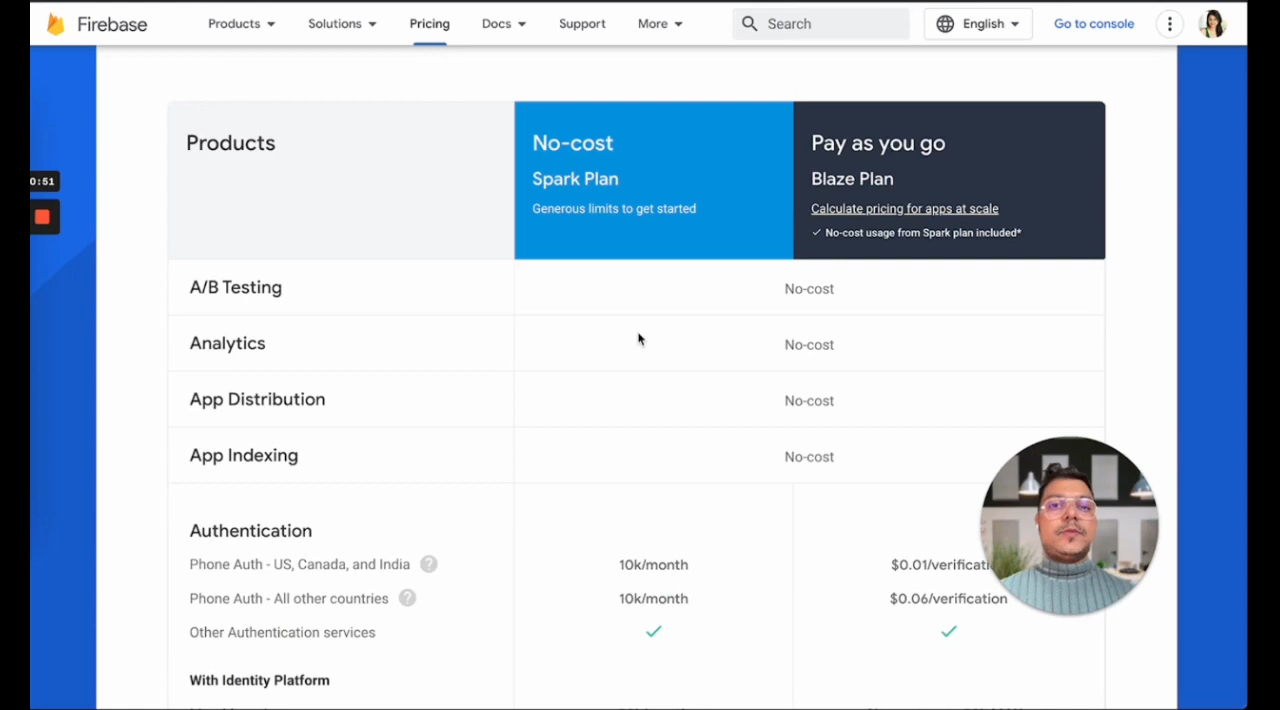 Firebase
Products
Solutions
Pricing
Docs
Support
More
Search
English
Go to console
Products
No-cost
Spark Plan
Generous limits to get started
Pay as you go
Blaze Plan
Calculate pricing for apps at scale
✓ No-cost usage from Spark plan included*
0:51
A/B Testing
No-cost
Analytics
No-cost
App Distribution
No-cost
App Indexing
No-cost
Authentication
Phone Auth - US, Canada, and India ?
10k/month
$0.01/verificati
Phone Auth - All other countries ?
10k/month
$0.06/verification
Other Authentication services
✓
✓
With Identity Platform